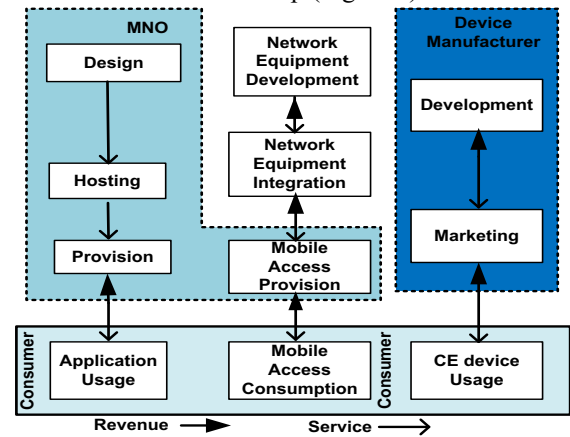 MNO
Design
Hosting
Provision
Network
Equipment
Development
Network
Equipment
Integration
Mobile
Access
Provision
Device
Manufacturer
Development
Marketing
Consumer
Application
Usage
Mobile
Access
Consumption
Consumer
CE device
Usage
Revenue
Service